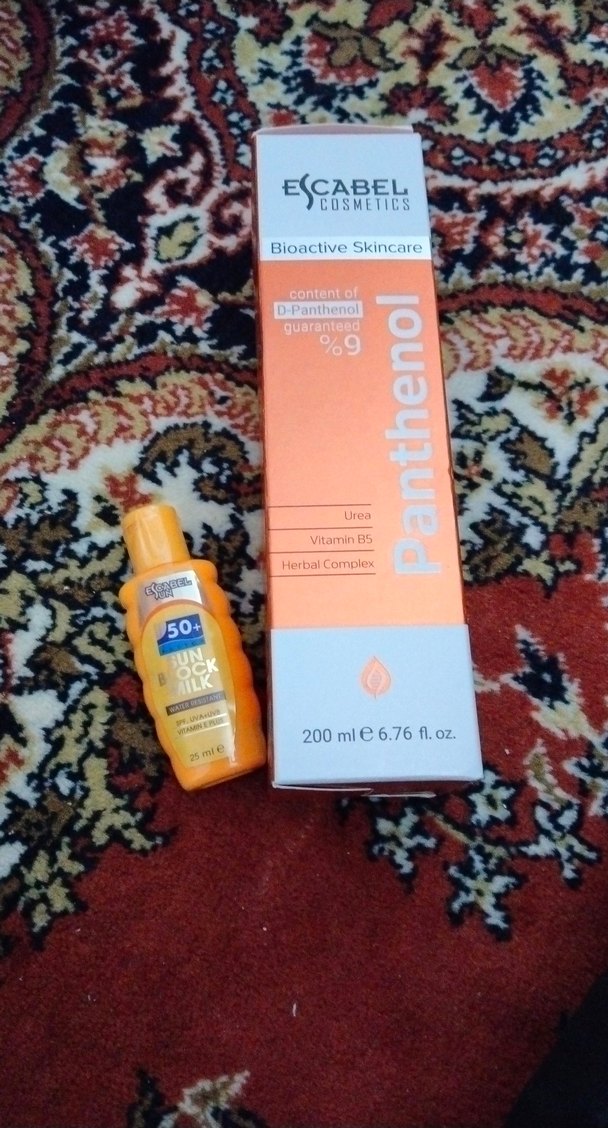 ESCABEL
COSMETICS
Bioactive Skincare
content of
D-Panthenol
guaranteed
%9
Panthenol
Urea
Vitamin B5
Herbal Complex
200 ml ℮ 6.76 fl. oz.
ESCABEL
SUN
50+
SUN
BLOCK
MILK
WATER RESISTANT
SPF, UVA+UVB
VITAMIN E PLUS
25 ml ℮